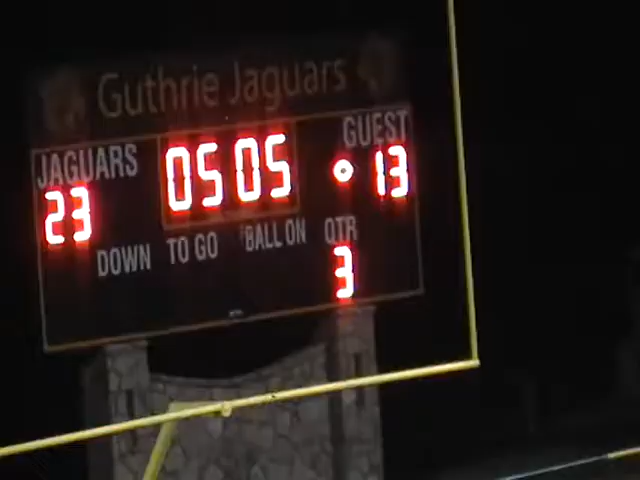 Guthrie Jaguars
JAGUARS 05 05 GUEST
23 13
DOWN TO GO BALL ON QTR
3